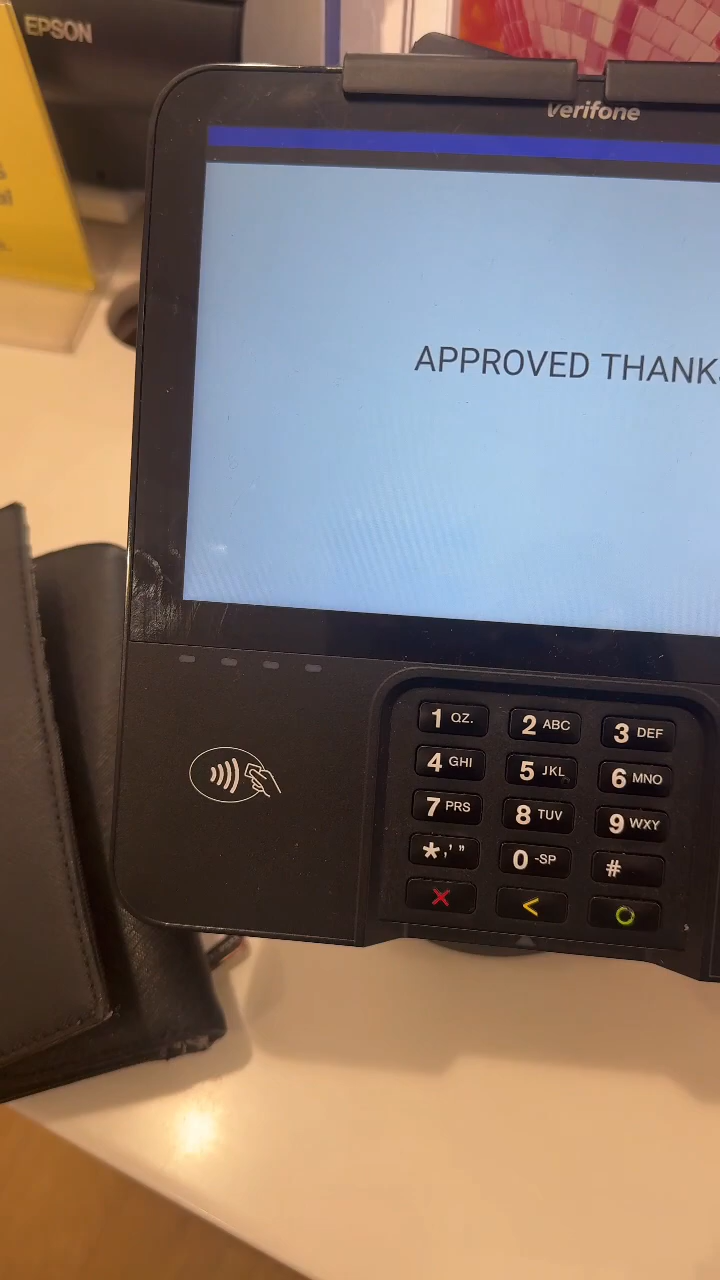 EPSON
verifone
APPROVED THANKS
1 QZ. 2 ABC 3 DEF
4 GHI 5 JKL 6 MNO
7 PRS 8 TUV 9 WXY
*,'" 0 -SP #